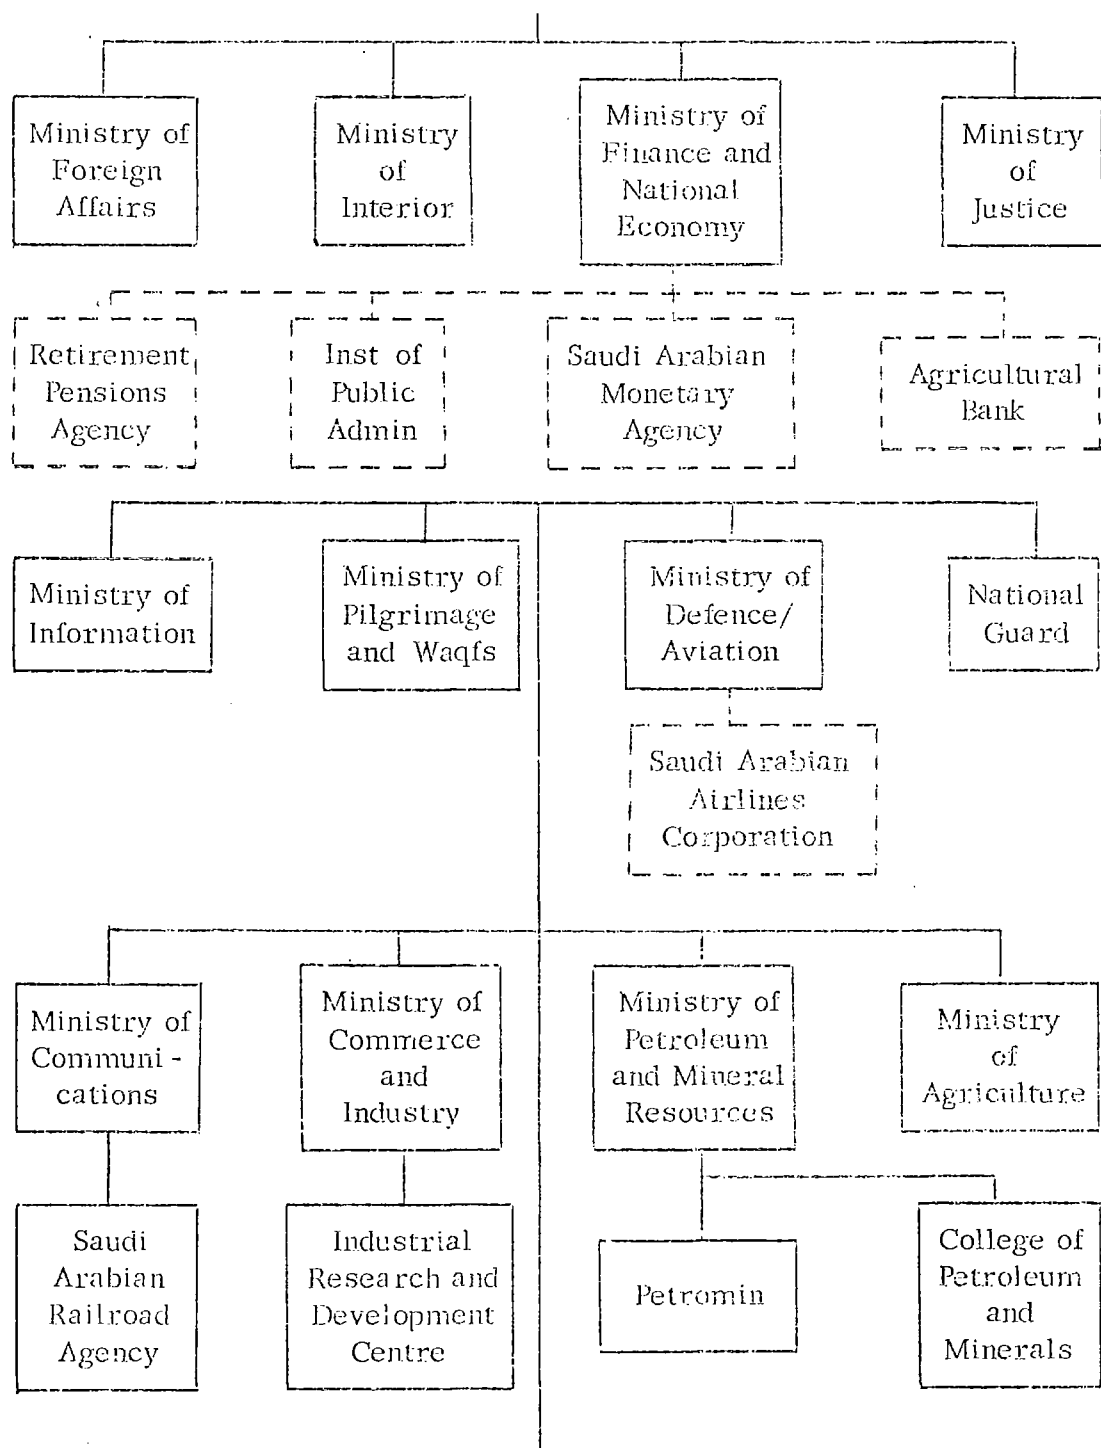 Ministry of
Foreign
Affairs
Ministry
of
Interior
Ministry of
Finance and
National
Economy
Ministry
of
Justice
Retirement
Pensions
Agency
Inst of
Public
Admin
Saudi Arabian
Monetary
Agency
Agricultural
Bank
Ministry of
Information
Ministry of
Pilgrimage
and Waqfs
Ministry of
Defence/
Aviation
National
Guard
Saudi Arabian
Airlines
Corporation
Ministry of
Communi-
cations
Ministry of
Commerce
and
Industry
Ministry of
Petroleum
and Mineral
Resources
Ministry
of
Agriculture
Saudi
Arabian
Railroad
Agency
Industrial
Research and
Development
Centre
Petromin
College of
Petroleum
and
Minerals